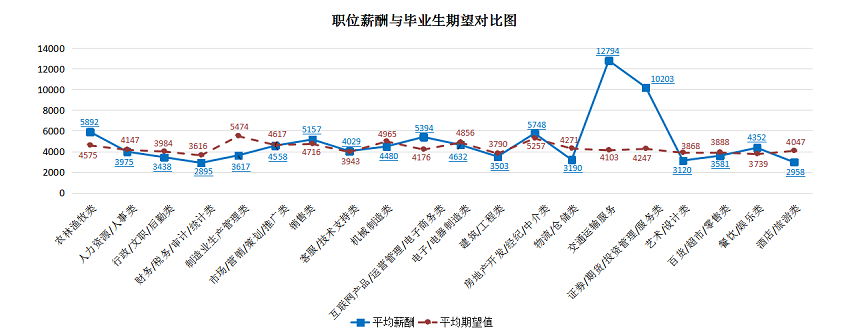 职位薪酬与毕业生期望对比图
14000
12000
10000
8000
6000
4000
2000
0
5892
4575
4147
3975
3984
3438
3616
2895
5474
3617
4617
4558
5157
4716
4029
3943
4965
4480
5394
4176
4856
4632
3790
3503
5748
5257
4271
3190
12794
4103
10203
4247
3868
3120
3888
3581
4352
3739
4047
2958
农林渔牧类
人力资源/人事类
行政/文职/后勤类
财务/税务/审计/统计类
制造业生产管理类
市场/营销/策划/推广类
销售类
客服/技术支持类
机械制造类
互联网产品/运营管理/电子商务类
电子/电器制造类
建筑/工程类
房地产开发/经纪/中介类
物流/仓储类
交通运输服务
证券/期货/投资管理/服务类
艺术/设计类
百货/超市/零售类
餐饮/娱乐类
酒店/旅游类
平均薪酬
平均期望值